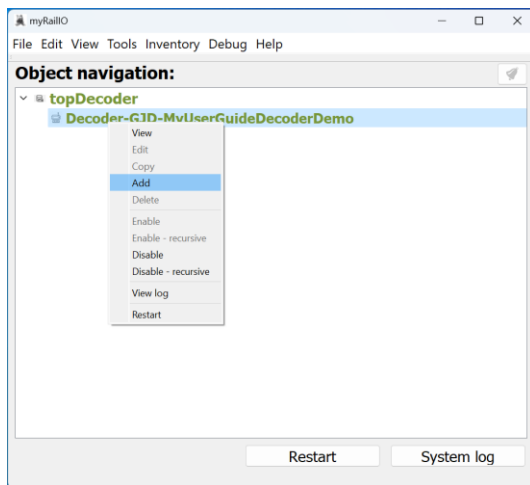 myRailIO
File Edit View Tools Inventory Debug Help
Object navigation:
topDecoder
Decoder-GJD-MyUserGuideDecoderDemo
View
Edit
Copy
Add
Delete
Enable
Enable - recursive
Disable
Disable - recursive
View log
Restart
Restart System log